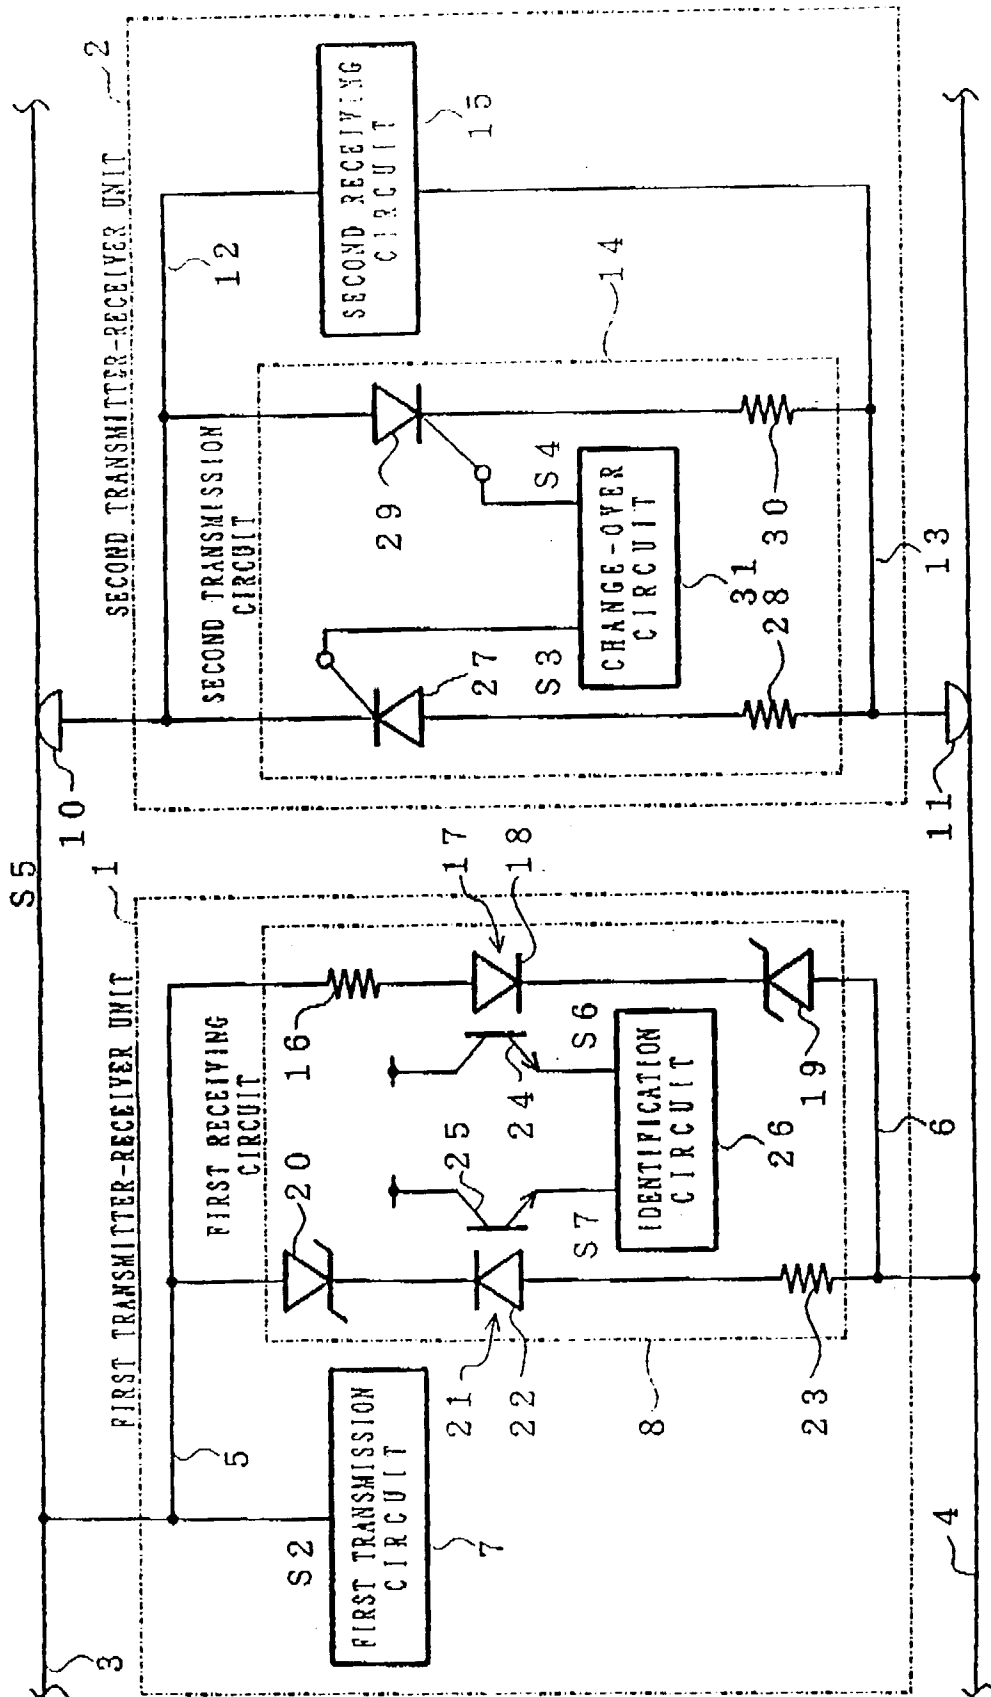 S5
3
FIRST TRANSMITTER-RECEIVER UNIT
1
5
S2
FIRST TRANSMISSION
CIRCUIT
7
FIRST RECEIVING
CIRCUIT
20
16
17
18
21
22
25
24
S7
S6
IDENTIFICATION
CIRCUIT
26
23
19
8
6
4
10
SECOND TRANSMITTER-RECEIVER UNIT
2
12
SECOND TRANSMISSION
CIRCUIT
SECOND RECEIVING
CIRCUIT
15
14
27
29
S3
S4
CHANGE-OVER
CIRCUIT
31
28
30
13
11